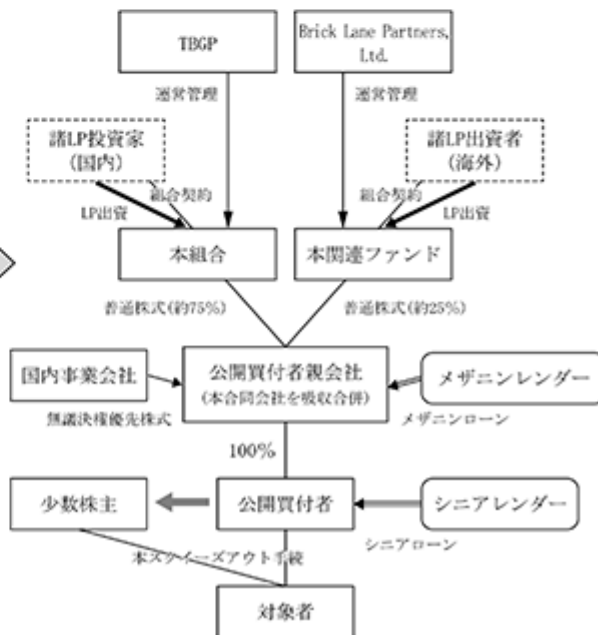 TBGP
Brick Lane Partners,
Ltd.
運営管理
運営管理
諸LP投資家
(国内)
諸LP出資者
(海外)
組合契約
組合契約
LP出資
LP出資
本組合
本関連ファンド
普通株式(約75%)
普通株式(約25%)
国内事業会社
公開買付者親会社
(本合同会社を吸収合併)
メザニンレンダー
無議決権優先株式
メザニンローン
100%
少数株主
公開買付者
シニアレンダー
本スクイーズアウト手続
シニアローン
対象者